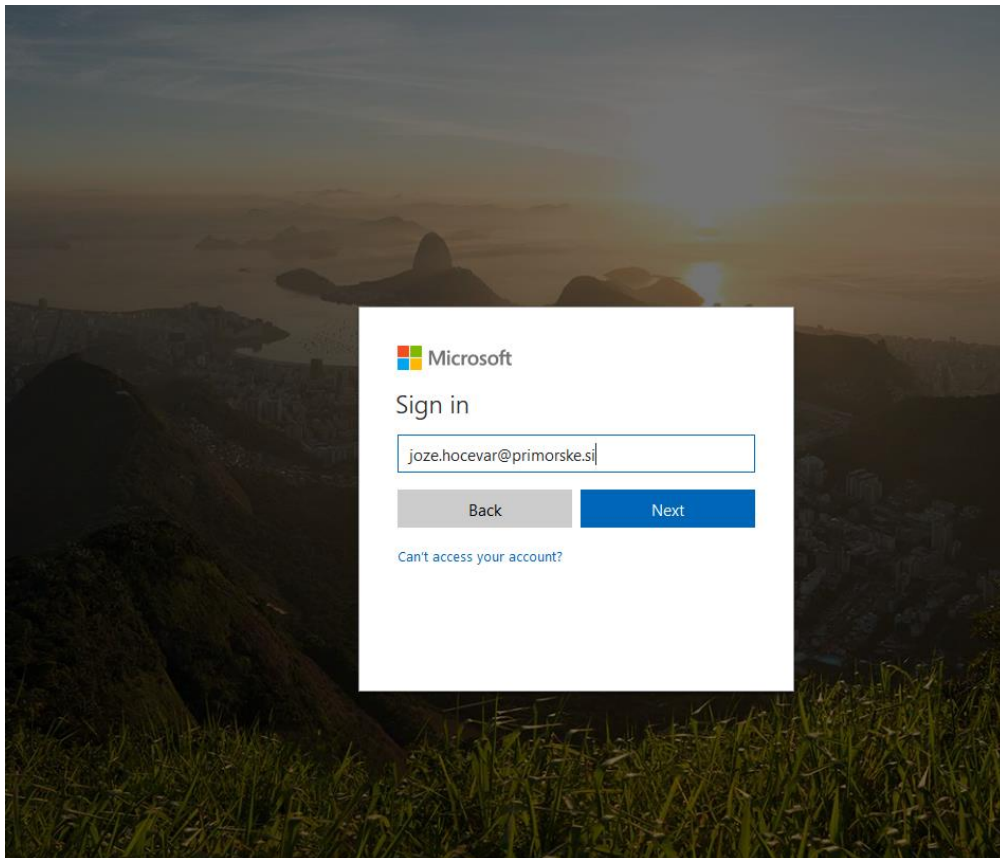 Microsoft
Sign in
joze.hocevar@primorske.si
Back Next
Can't access your account?